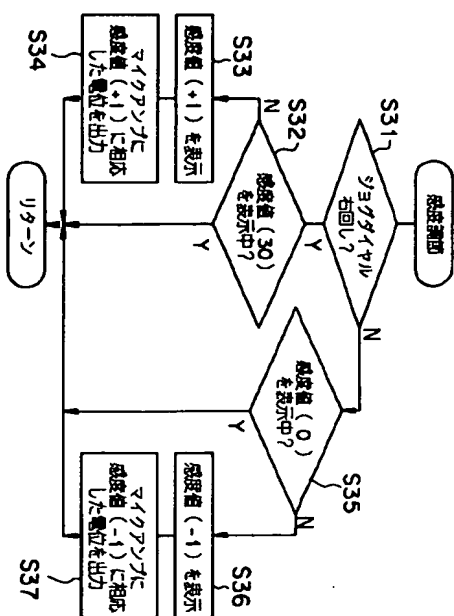 S31
ジョグダイヤル
右回し?
N
Y
S32
感度値(30)
を表示中?
N
Y
S33
感度値(+1)を表示
S34
マイクアンプに
感度値(+1)に相応
した電位を出力
S35
感度値(0)
を表示中?
N
Y
S36
感度値(-1)を表示
S37
マイクアンプに
感度値(-1)に相応
した電位を出力
リターン